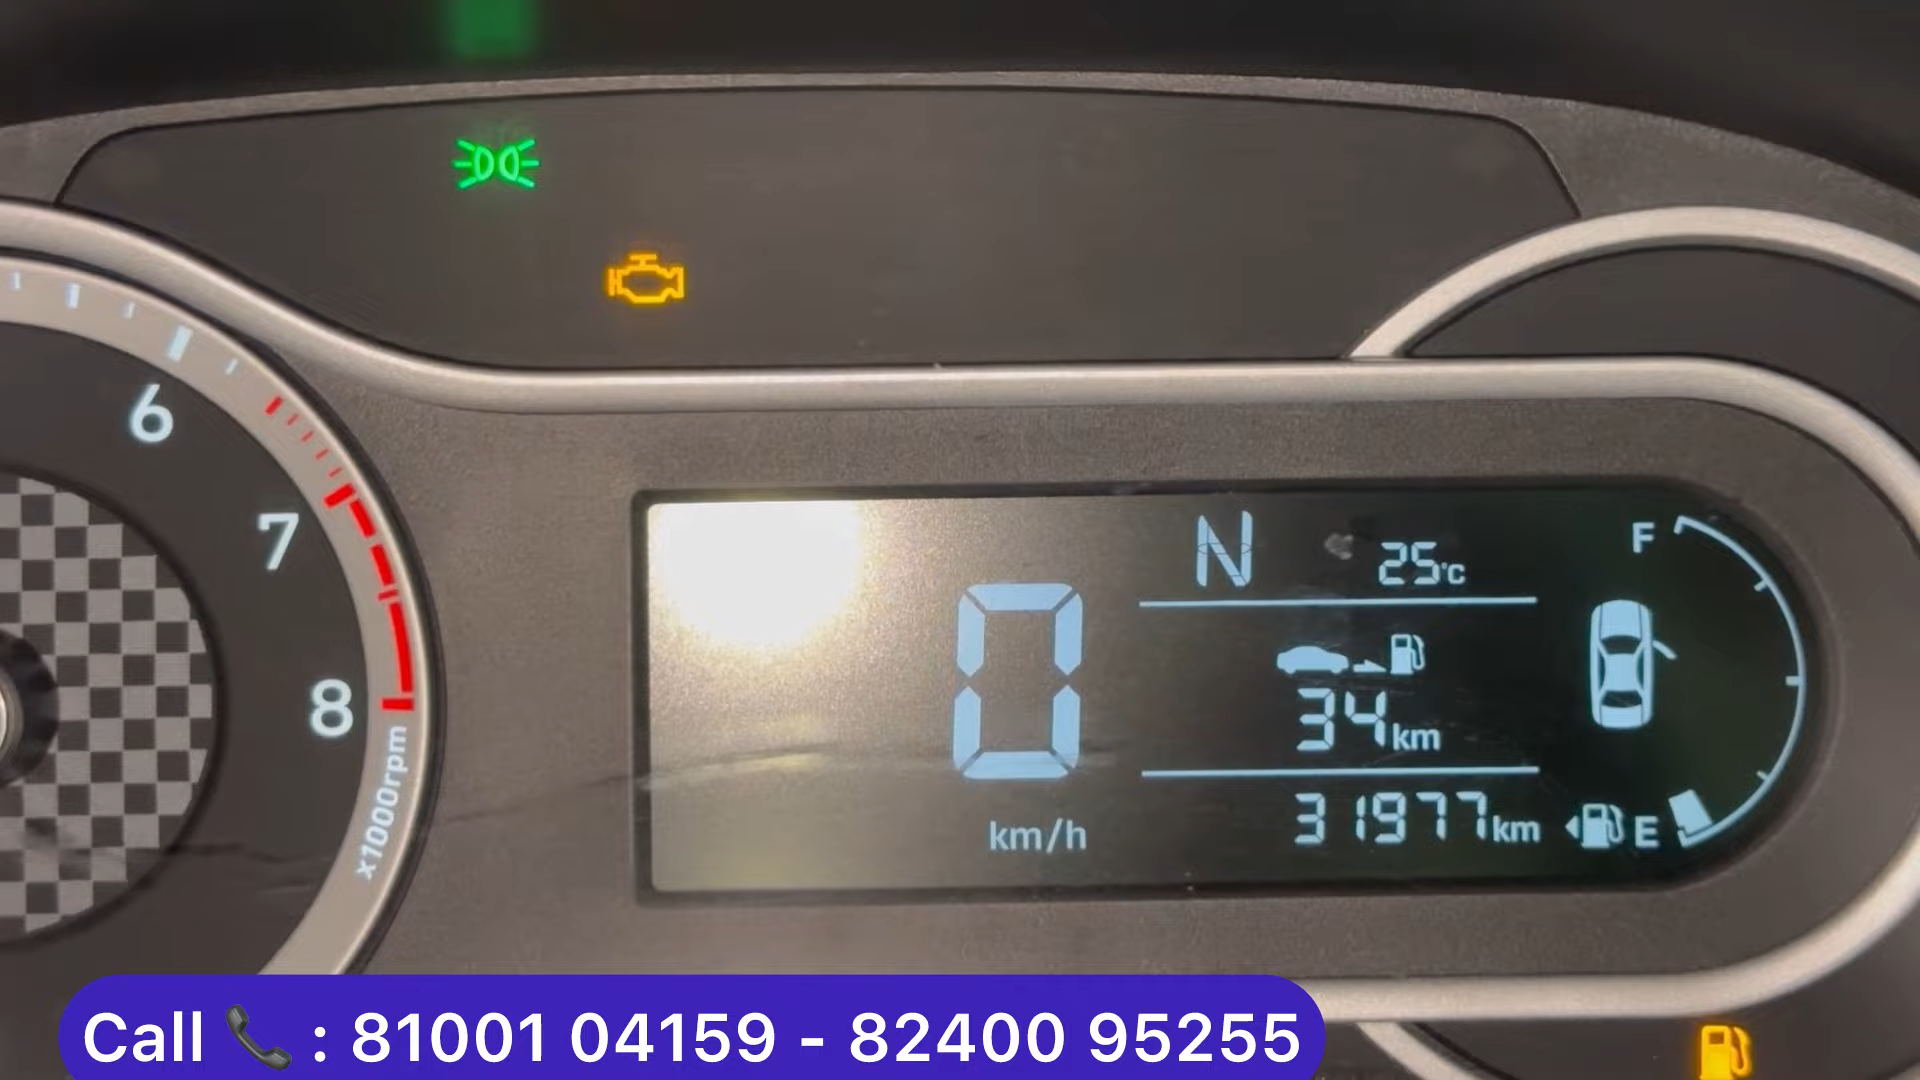 6
7
8
x1000rpm
N 25°C
0
km/h
34km
31977km
F
E
Call 📞 : 81001 04159 - 82400 95255